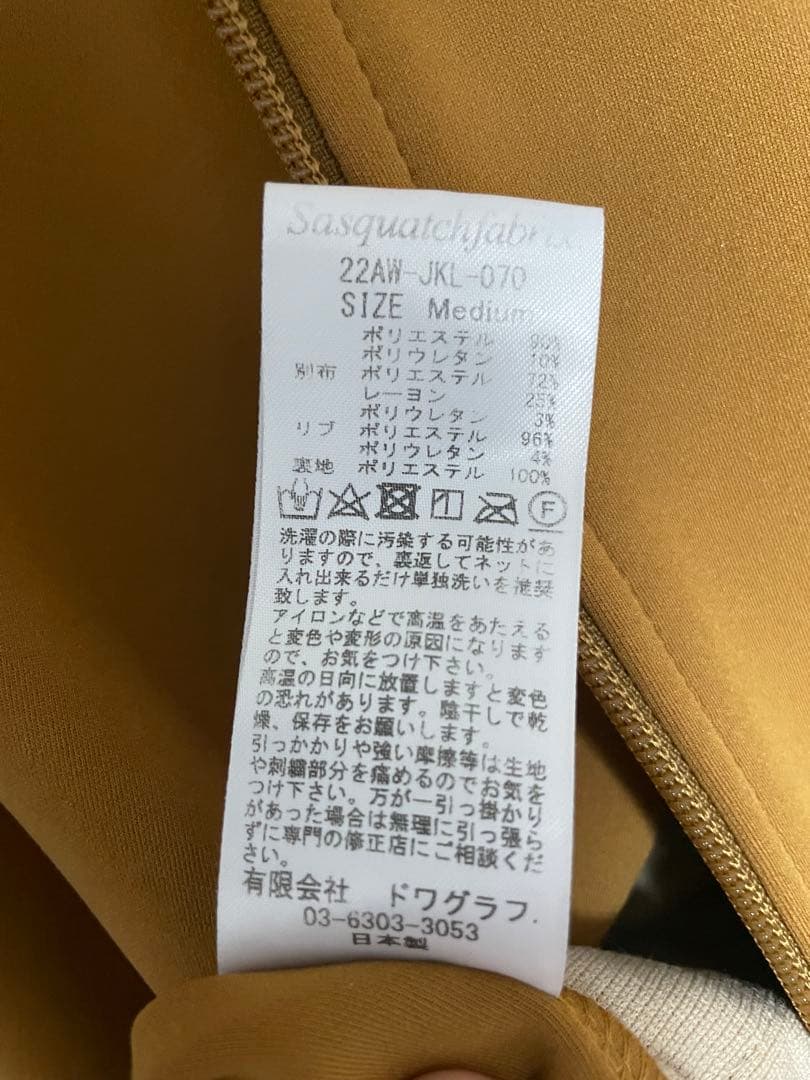 Sasquatchfabrix.
22AW-JKL-070
SIZE Medium
ポリエステル 90%
ポリウレタン 10%
別布 ポリエステル 72%
レーヨン 25%
ポリウレタン 3%
リブ ポリエステル 96%
ポリウレタン 4%
裏地 ポリエステル 100%
F
洗濯の際に汚染する可能性があ
りますので、裏返してネットに
入れ出来るだけ単独洗いを推奨
致します。
アイロンなどで高温をあたえる
と変色や変形の原因になります
ので、お気をつけ下さい。
高温の日向に放置しますと変色
の恐れがあります。陰干しで乾
燥、保存をお願いします。
引っかかりや強い摩擦等は生地
や刺繍部分を痛めるのでお気を
つけ下さい。万が一引っ掛かり
があった場合は無理に引っ張ら
ずに専門の修正店にご相談くだ
さい。
有限会社 ドワグラフ.
03-6303-3053
日本製